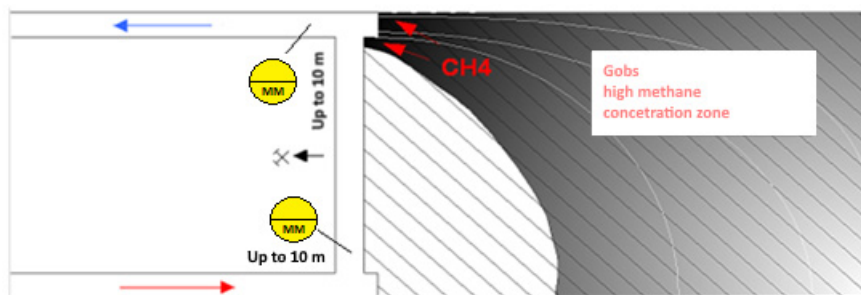 MM
Up to 10 m
CH4
Gobs
high methane
concetration zone
MM
Up to 10 m